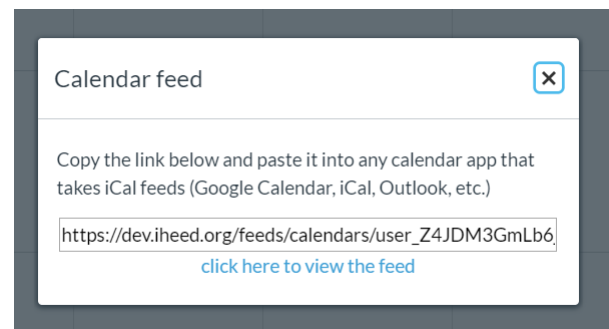 Calendar feed
Copy the link below and paste it into any calendar app that
takes iCal feeds (Google Calendar, iCal, Outlook, etc.)
https://dev.iheed.org/feeds/calendars/user_Z4JDM3GmLb6_
click here to view the feed